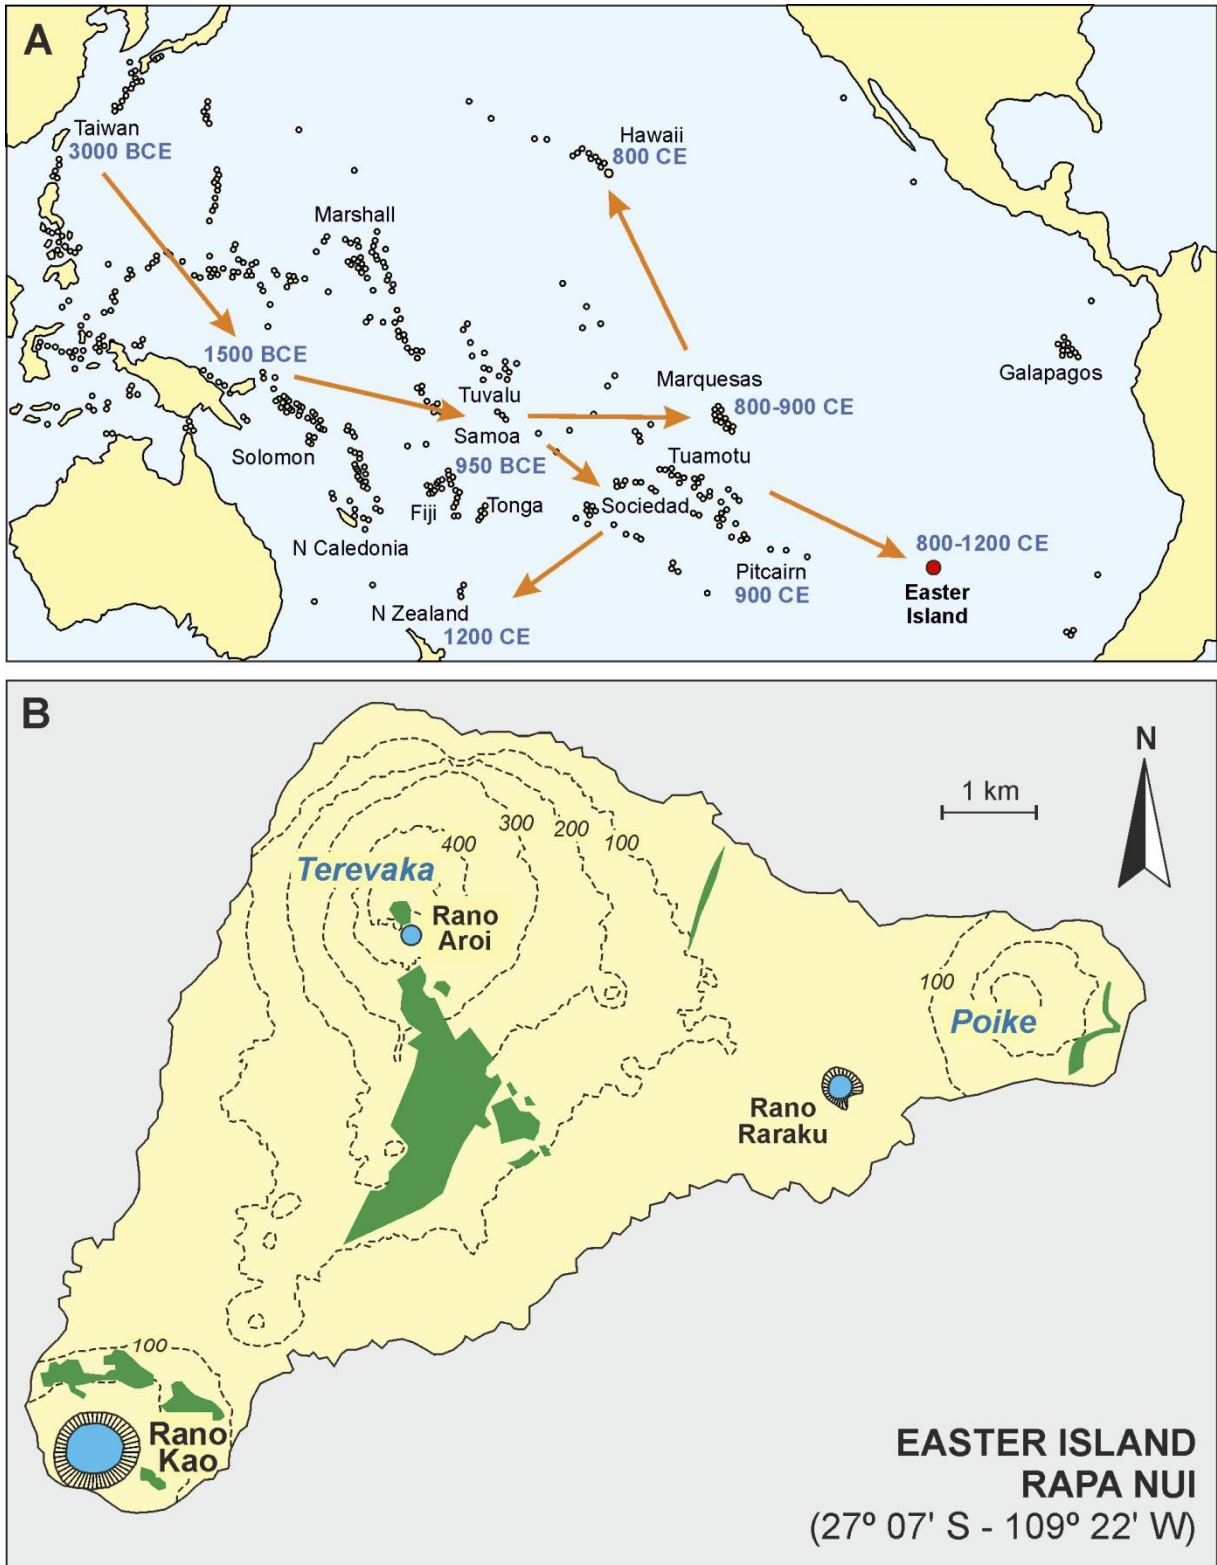 A
Taiwan
3000 BCE
Hawaii
800 CE
Marshall
1500 BCE
Tuvalu
Marquesas
800-900 CE
Galapagos
Solomon
Samoa
950 BCE
Tuamotu
Fiji
Tonga
Sociedad
N Caledonia
800-1200 CE
Easter
Island
Pitcairn
900 CE
N Zealand
1200 CE
B
N
1 km
400
300
200
100
Terevaka
Rano
Aroi
100
Poike
Rano
Raraku
100
Rano
Kao
EASTER ISLAND
RAPA NUI
(27º 07' S - 109º 22' W)